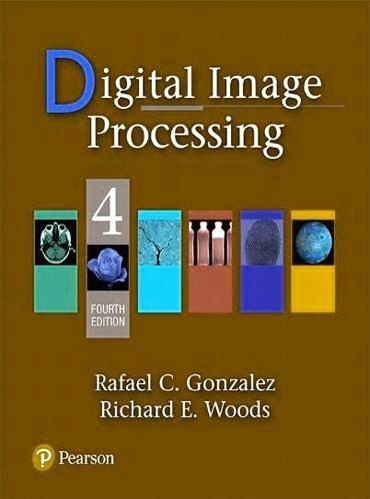 Digital Image
Processing
4
FOURTH
EDITION
Rafael C. Gonzalez
Richard E. Woods
P Pearson